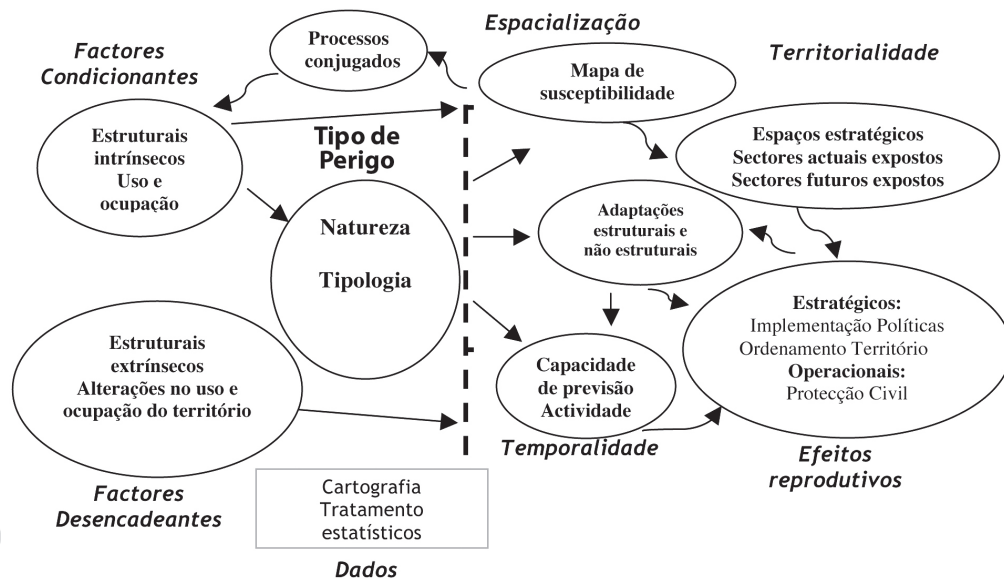 Factores
Condicionantes
Processos
conjugados
Espacialização
Mapa de
susceptibilidade
Territorialidade
Espaços estratégicos
Sectores actuais expostos
Sectores futuros expostos
Estruturais
intrínsecos
Uso e
ocupação
Tipo de
Perigo
Natureza
Tipologia
Adaptações
estruturais e
não estruturais
Estratégicos:
Implementação Políticas
Ordenamento Território
Operacionais:
Protecção Civil
Efeitos
reprodutivos
Estruturais
extrínsecos
Alterações no uso e
ocupação do território
Capacidade
de previsão
Actividade
Temporalidade
Factores
Desencadeantes
Cartografia
Tratamento
estatísticos
Dados